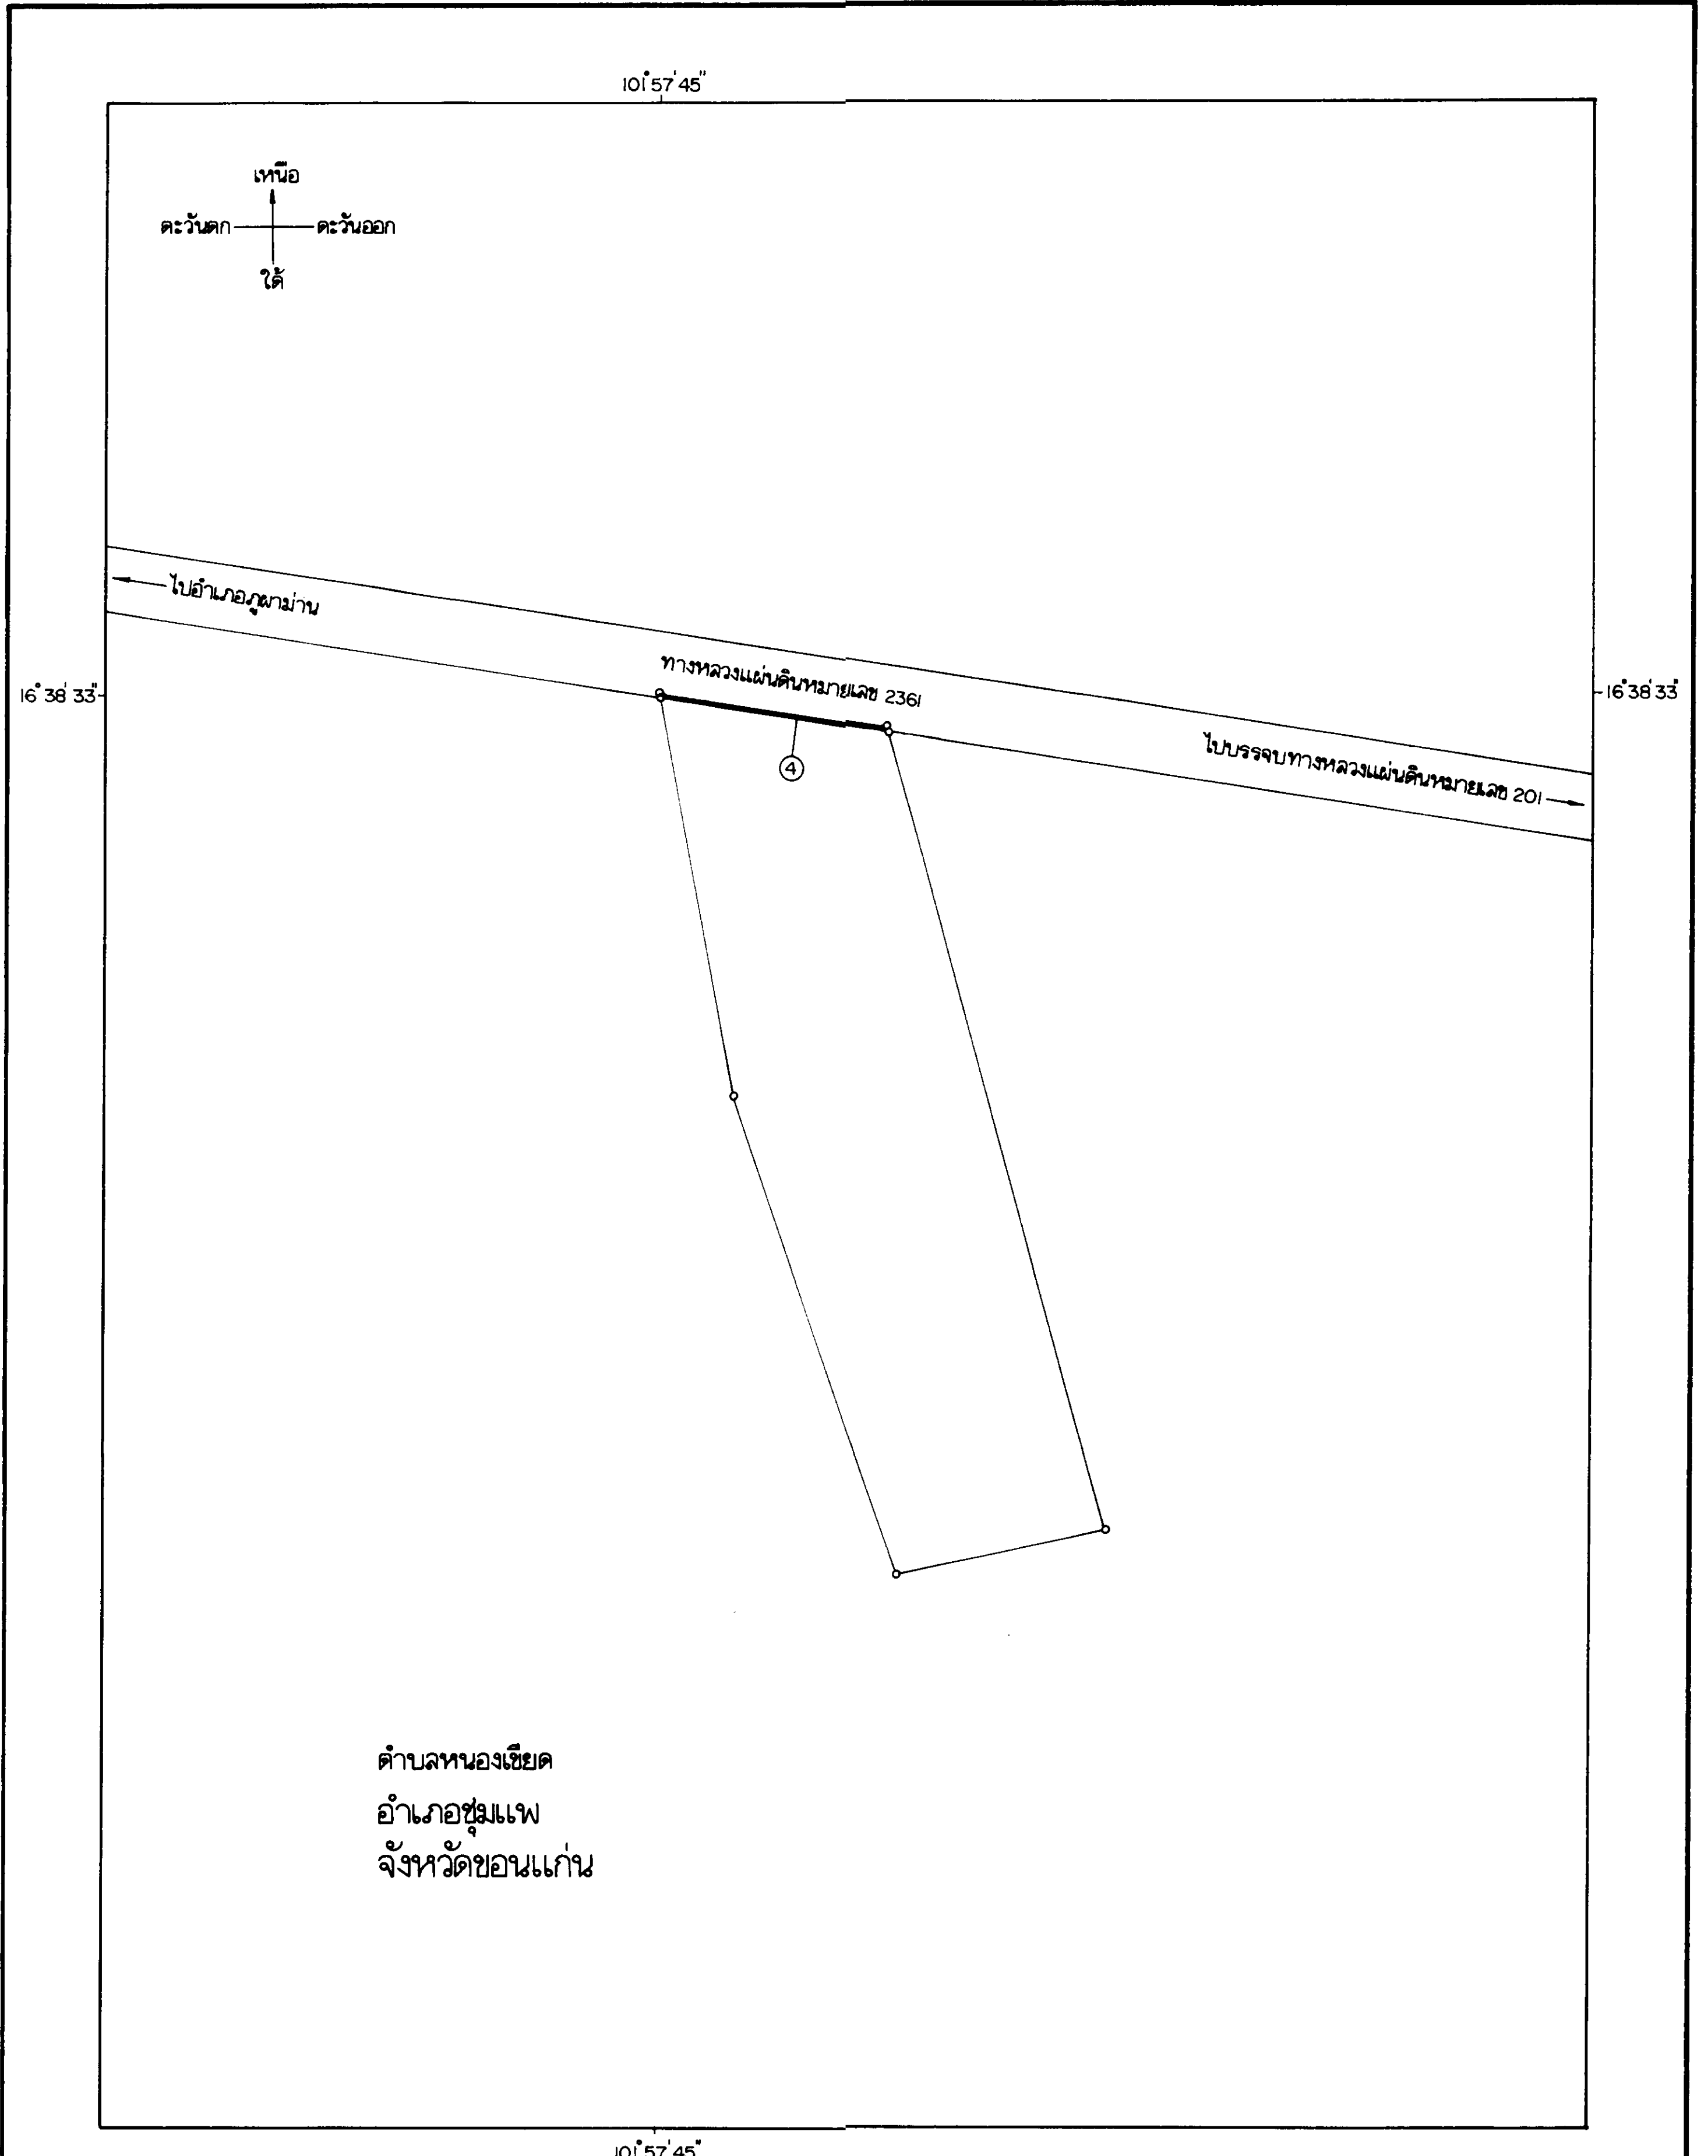 101°57'45"
เหนือ
ตะวันตก ตะวันออก
ใต้
ไปอำเภอภูผาม่าน
ทางหลวงแผ่นดินหมายเลข 2361
16°38'33" 16°38'33"
ไปบรรจบทางหลวงแผ่นดินหมายเลข 201
4
ตำบลหนองเขียด
อำเภอชุมแพ
จังหวัดขอนแก่น
101°57'45"